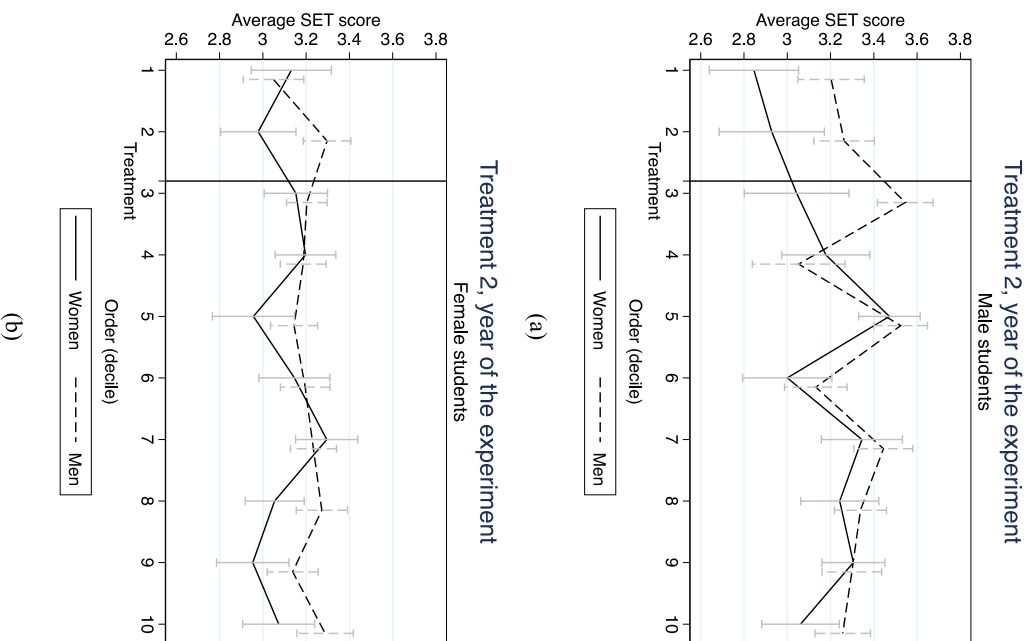 Treatment 2, year of the experiment
Male students
Average SET score
3.8
3.6
3.4
3.2
3
2.8
2.6
1
2
3
4
5
6
7
8
9
10
Treatment
Order (decile)
Women
Men
(a)
Treatment 2, year of the experiment
Female students
Average SET score
3.8
3.6
3.4
3.2
3
2.8
2.6
1
2
3
4
5
6
7
8
9
10
Treatment
Order (decile)
Women
Men
(b)